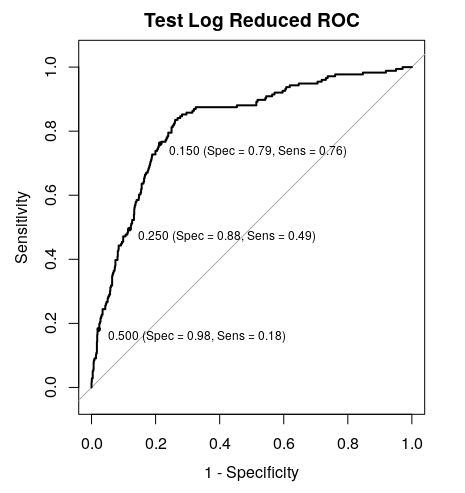 Test Log Reduced ROC
1.0
0.8
0.150 (Spec = 0.79, Sens = 0.76)
0.6
Sensitivity
0.250 (Spec = 0.88, Sens = 0.49)
0.4
0.2
0.500 (Spec = 0.98, Sens = 0.18)
0.0
0.0 0.2 0.4 0.6 0.8 1.0
1 - Specificity